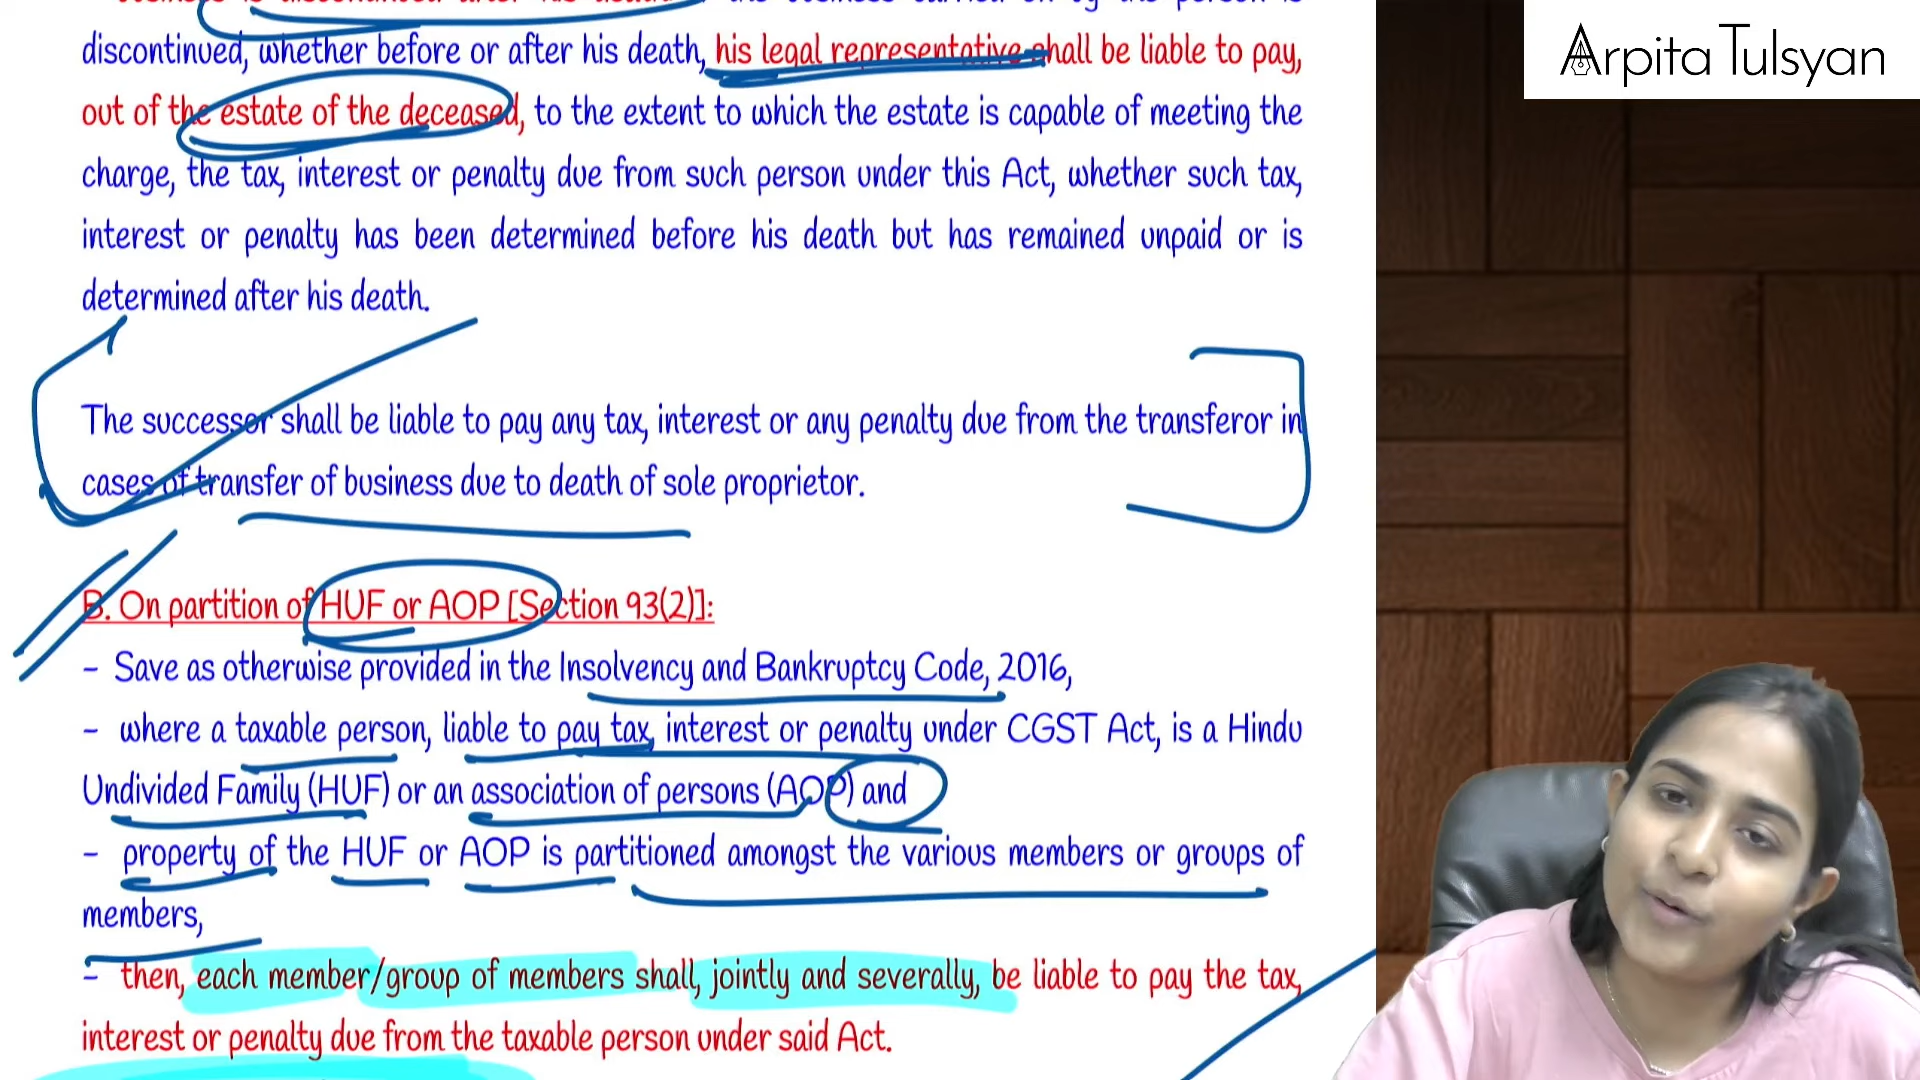 the business carried on by the person is
discontinued, whether before or after his death, his legal representative shall be liable to pay,
out of the estate of the deceased, to the extent to which the estate is capable of meeting the
charge, the tax, interest or penalty due from such person under this Act, whether such tax,
interest or penalty has been determined before his death but has remained unpaid or is
determined after his death.
The successor shall be liable to pay any tax, interest or any penalty due from the transferor in
cases of transfer of business due to death of sole proprietor.
B. On partition of HUF or AOP [Section 93(2)]:
- Save as otherwise provided in the Insolvency and Bankruptcy Code, 2016,
- where a taxable person, liable to pay tax, interest or penalty under CGST Act, is a Hindu
Undivided Family (HUF) or an association of persons (AOP) and
- property of the HUF or AOP is partitioned amongst the various members or groups of
members,
- then, each member/group of members shall, jointly and severally, be liable to pay the tax,
interest or penalty due from the taxable person under said Act.
Arpita Tulsyan